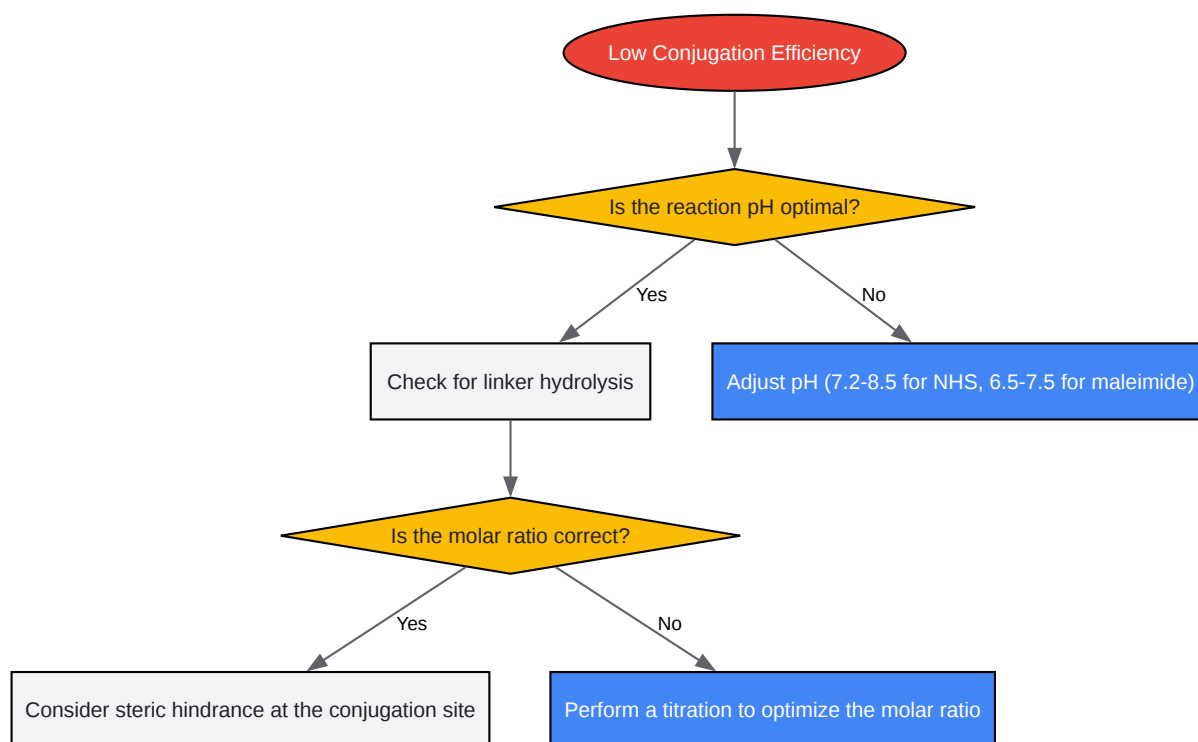 Low Conjugation Efficiency
Is the reaction pH optimal?
Yes
No
Check for linker hydrolysis
Adjust pH (7.2-8.5 for NHS, 6.5-7.5 for maleimide)
Is the molar ratio correct?
Yes
No
Consider steric hindrance at the conjugation site
Perform a titration to optimize the molar ratio